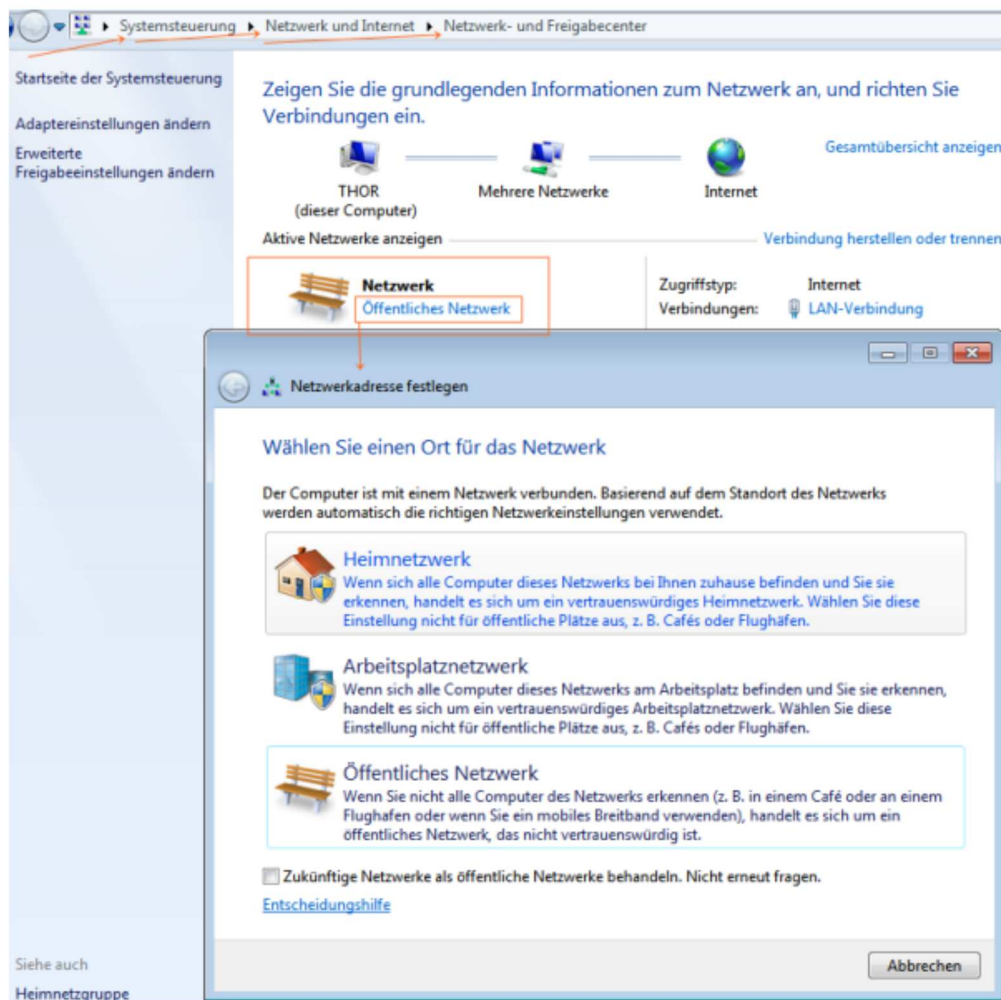 Systemsteuerung ▸ Netzwerk und Internet ▸ Netzwerk- und Freigabecenter
Startseite der Systemsteuerung
Adaptereinstellungen ändern
Erweiterte
Freigabeeinstellungen ändern
Zeigen Sie die grundlegenden Informationen zum Netzwerk an, und richten Sie
Verbindungen ein.
Gesamtübersicht anzeigen
THOR
(dieser Computer)
Mehrere Netzwerke
Internet
Aktive Netzwerke anzeigen
Verbindung herstellen oder trennen
Netzwerk
Öffentliches Netzwerk
Zugriffstyp: Internet
Verbindungen: LAN-Verbindung
Netzwerkadresse festlegen
Wählen Sie einen Ort für das Netzwerk
Der Computer ist mit einem Netzwerk verbunden. Basierend auf dem Standort des Netzwerks
werden automatisch die richtigen Netzwerkeinstellungen verwendet.
Heimnetzwerk
Wenn sich alle Computer dieses Netzwerks bei Ihnen zuhause befinden und Sie sie
erkennen, handelt es sich um ein vertrauenswürdiges Heimnetzwerk. Wählen Sie diese
Einstellung nicht für öffentliche Plätze aus, z. B. Cafés oder Flughäfen.
Arbeitsplatznetzwerk
Wenn sich alle Computer dieses Netzwerks am Arbeitsplatz befinden und Sie sie erkennen,
handelt es sich um ein vertrauenswürdiges Arbeitsplatznetzwerk. Wählen Sie diese
Einstellung nicht für öffentliche Plätze aus, z. B. Cafés oder Flughäfen.
Öffentliches Netzwerk
Wenn Sie nicht alle Computer des Netzwerks erkennen (z. B. in einem Café oder an einem
Flughafen oder wenn Sie ein mobiles Breitband verwenden), handelt es sich um ein
öffentliches Netzwerk, das nicht vertrauenswürdig ist.
Zukünftige Netzwerke als öffentliche Netzwerke behandeln. Nicht erneut fragen.
Entscheidungshilfe
Abbrechen
Siehe auch
Heimnetzgruppe